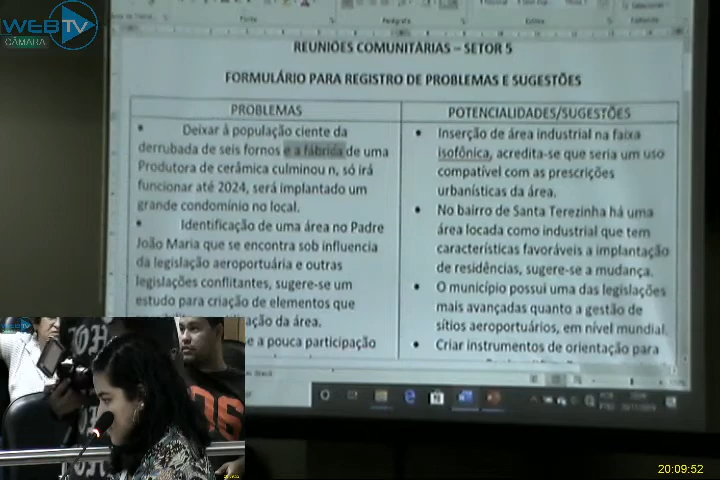 WEBTV
CÂMARA
REUNIÕES COMUNITÁRIAS – SETOR 5
FORMULÁRIO PARA REGISTRO DE PROBLEMAS E SUGESTÕES
PROBLEMAS
• Deixar à população ciente da
derrubada de seis fornos e a fábrica de uma
Produtora de cerâmica culminou n, só irá
funcionar até 2024, será implantado um
grande condomínio no local.
• Identificação de uma área no Padre
João Maria que se encontra sob influencia
da legislação aeroportuária e outras
legislações conflitantes, sugere-se um
estudo para criação de elementos que
da área.
e a pouca participação
POTENCIALIDADES/SUGESTÕES
• Inserção de área industrial na faixa
isofônica, acredita-se que seria um uso
compatível com as prescrições
urbanísticas da área.
• No bairro de Santa Terezinha há uma
área locada como industrial que tem
características favoráveis a implantação
de residências, sugere-se a mudança.
• O município possui uma das legislações
mais avançadas quanto a gestão de
sítios aeroportuários, em nível mundial.
• Criar instrumentos de orientação para
06
20:09:52